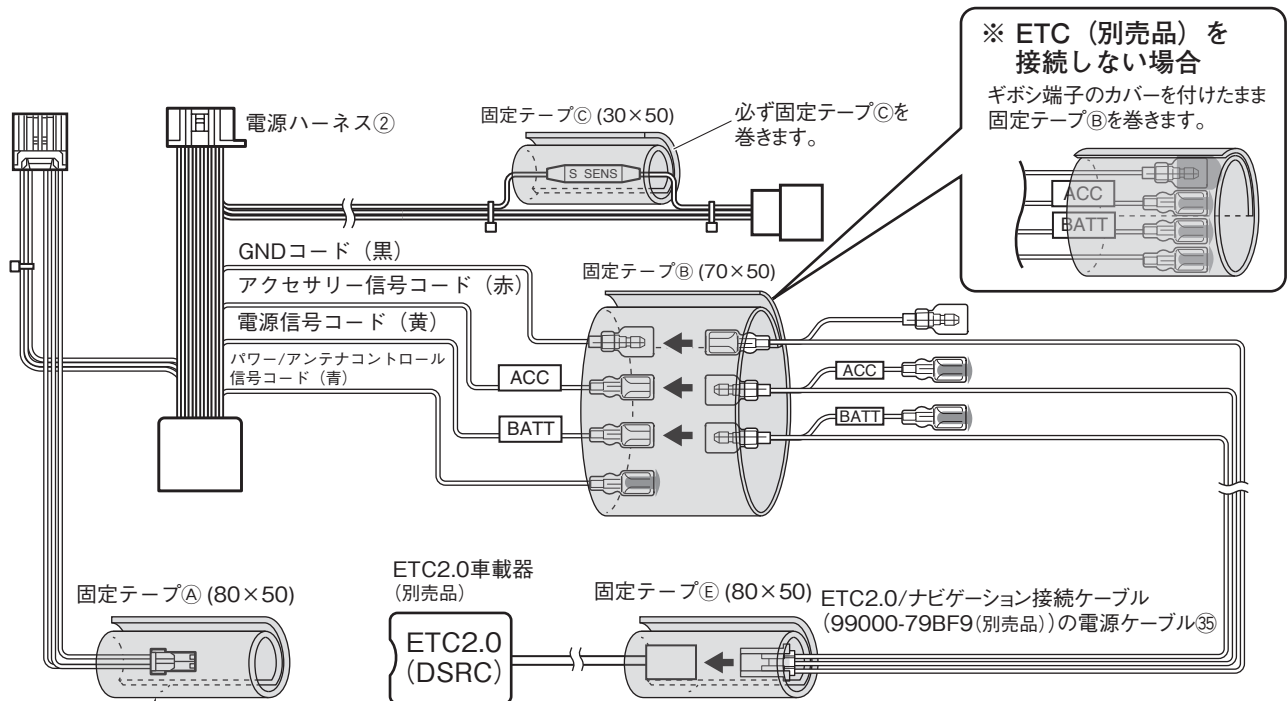 ※ ETC（別売品）を
接続しない場合
ギボシ端子のカバーを付けたまま
固定テープⒷを巻きます。
ACC
BATT
電源ハーネス②
固定テープⒸ (30×50)
必ず固定テープⒸを
巻きます。
S SENS
GNDコード（黒）
アクセサリー信号コード（赤）
電源信号コード（黄）
パワー/アンテナコントロール
信号コード（青）
固定テープⒷ (70×50)
ACC
BATT
ACC
BATT
固定テープⒶ (80×50)
ETC2.0車載器
(別売品)
ETC2.0
(DSRC)
固定テープⒺ (80×50)
ETC2.0/ナビゲーション接続ケーブル
(99000-79BF9(別売品))の電源ケーブル㉟